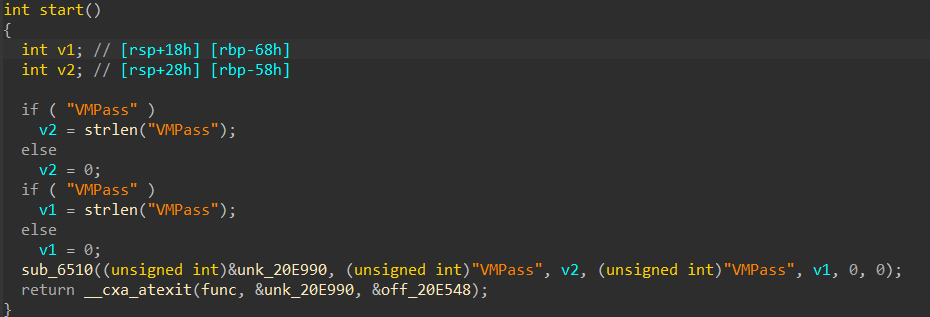 int start()
{
  int v1; // [rsp+18h] [rbp-68h]
  int v2; // [rsp+28h] [rbp-58h]

  if ( "VMPass" )
    v2 = strlen("VMPass");
  else
    v2 = 0;
  if ( "VMPass" )
    v1 = strlen("VMPass");
  else
    v1 = 0;
  sub_6510((unsigned int)&unk_20E990, (unsigned int)"VMPass", v2, (unsigned int)"VMPass", v1, 0, 0);
  return __cxa_atexit(func, &unk_20E990, &off_20E548);
}